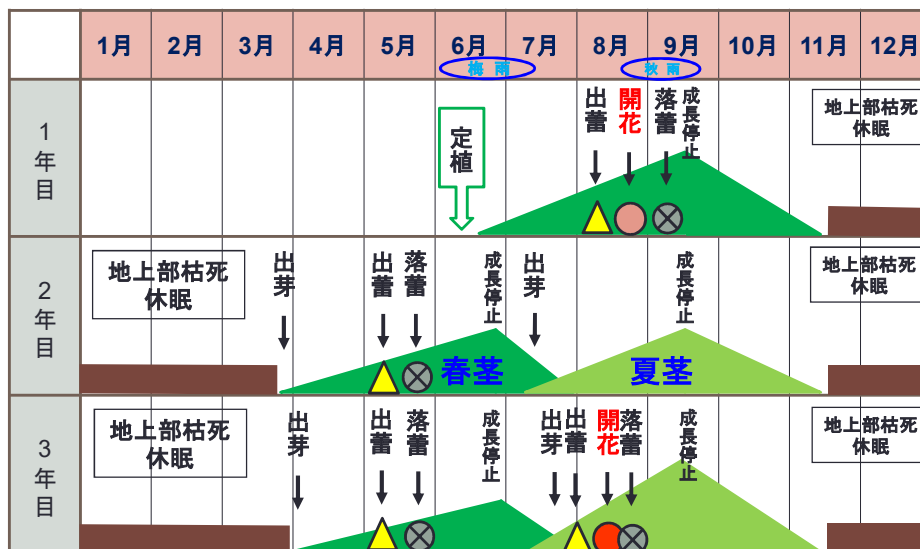 1月 2月 3月 4月 5月 6月 7月 8月 9月 10月 11月 12月
梅雨 秋雨
1年目
定植
出蕾
開花
落蕾
成長停止
地上部枯死
休眠
2年目
地上部枯死
休眠
出芽
出蕾
落蕾
成長停止
出芽
成長停止
地上部枯死
休眠
春茎
夏茎
3年目
地上部枯死
休眠
出芽
出蕾
落蕾
成長停止
出芽
出蕾
開花
落蕾
成長停止
地上部枯死
休眠